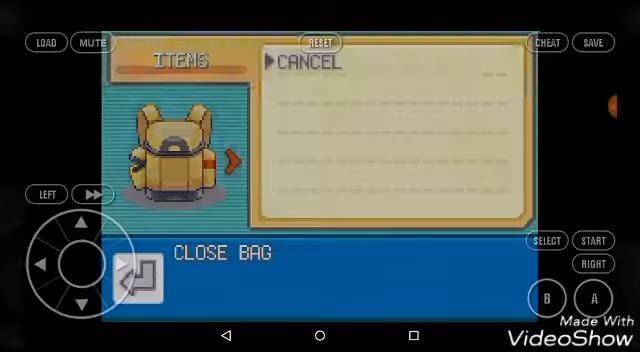 LOAD
MUTE
RESET
CHEAT
SAVE
ITEMS
CANCEL
LEFT
SELECT
START
RIGHT
CLOSE BAG
B
A
Made With
VideoShow